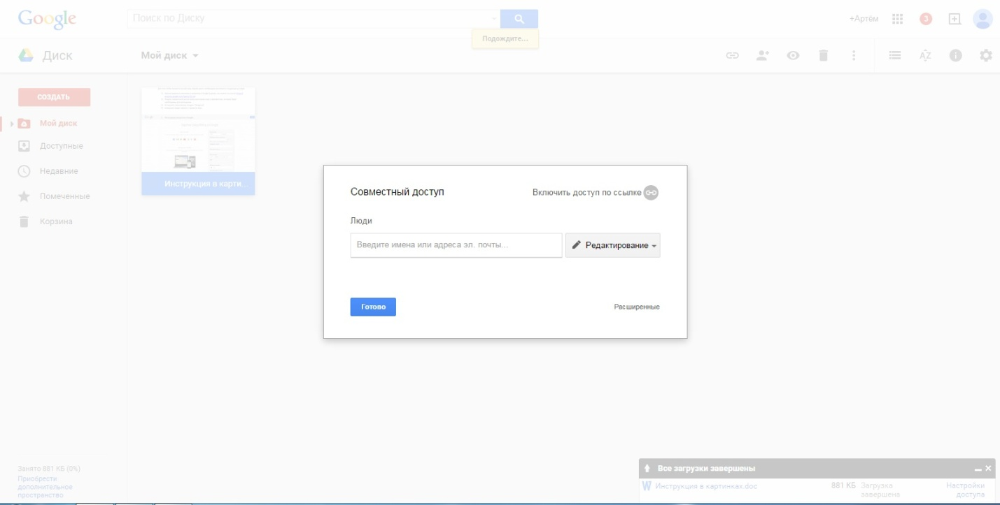 Google
Поиск по Диску
+Артём
3
Подождите...
Диск
Мой диск
СОЗДАТЬ
Мой диск
Доступные
Недавние
Помеченные
Корзина
Инструкция в карти...
Совместный доступ
Включить доступ по ссылке
Люди
Введите имена или адреса эл. почты...
Редактирование
Готово
Расширенные
Занято 881 КБ (0%)
Приобрести
дополнительное
пространство
Все загрузки завершены
Инструкция в картинках.doc
881 КБ
Загрузка
завершена
Настройки
доступа